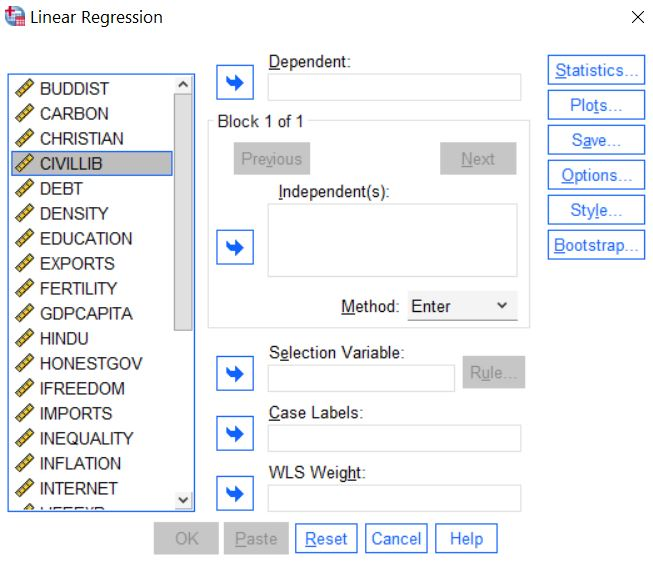 Linear Regression
BUDDIST
CARBON
CHRISTIAN
CIVILLIB
DEBT
DENSITY
EDUCATION
EXPORTS
FERTILITY
GDPCAPITA
HINDU
HONESTGOV
IFREEDOM
IMPORTS
INEQUALITY
INFLATION
INTERNET
Dependent:
Block 1 of 1
Previous
Next
Independent(s):
Method: Enter
Selection Variable:
Rule...
Case Labels:
WLS Weight:
Statistics...
Plots...
Save...
Options...
Style...
Bootstrap...
OK Paste Reset Cancel Help